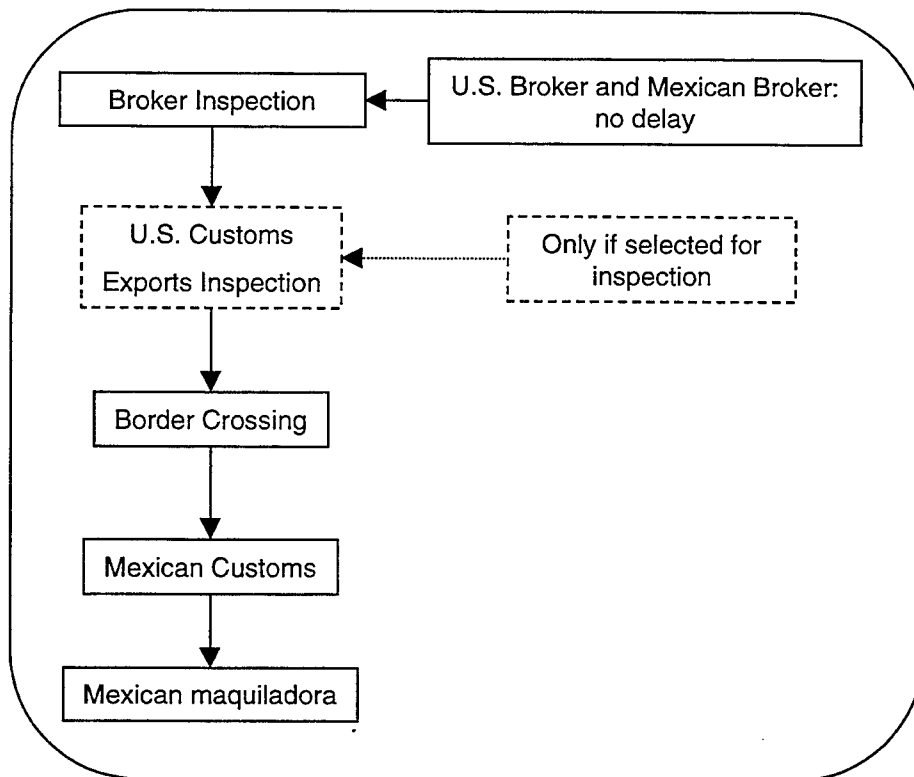 Broker Inspection
U.S. Broker and Mexican Broker:
no delay
U.S. Customs
Exports Inspection
Only if selected for
inspection
Border Crossing
Mexican Customs
Mexican maquiladora